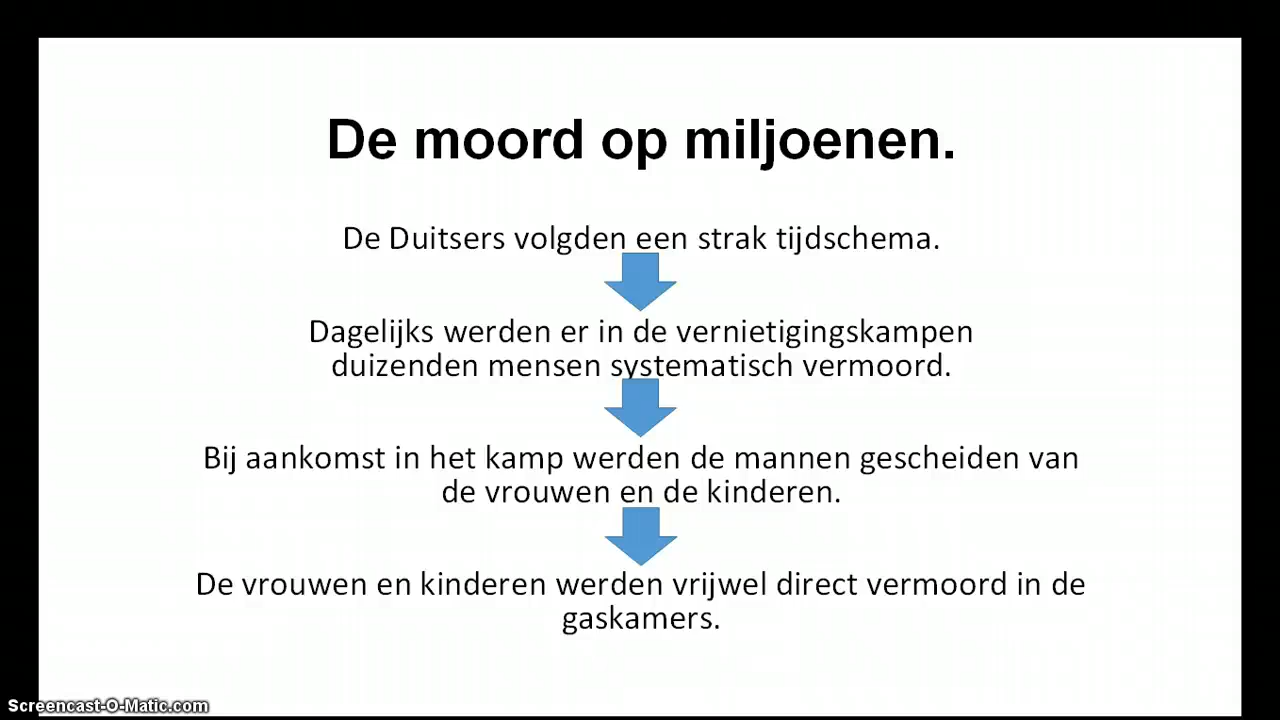 De moord op miljoenen.
De Duitsers volgden een strak tijdschema.
Dagelijks werden er in de vernietigingskampen
duizenden mensen systematisch vermoord.
Bij aankomst in het kamp werden de mannen gescheiden van
de vrouwen en de kinderen.
De vrouwen en kinderen werden vrijwel direct vermoord in de
gaskamers.
Screencast-O-Matic.com